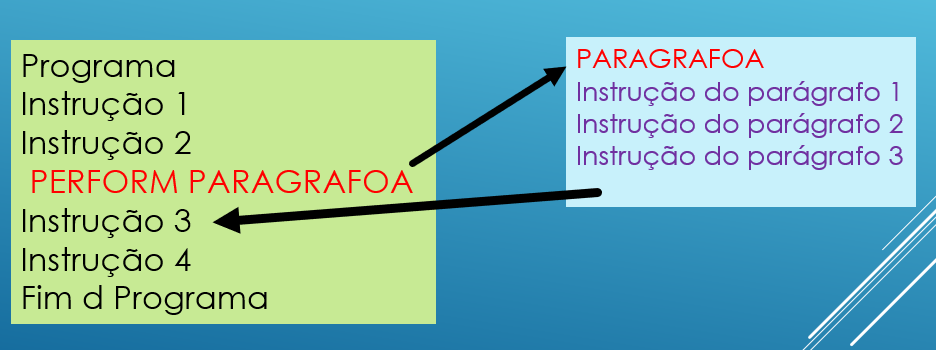 Programa
Instrução 1
Instrução 2
PERFORM PARAGRAFOA
Instrução 3
Instrução 4
Fim d Programa
PARAGRAFOA
Instrução do parágrafo 1
Instrução do parágrafo 2
Instrução do parágrafo 3